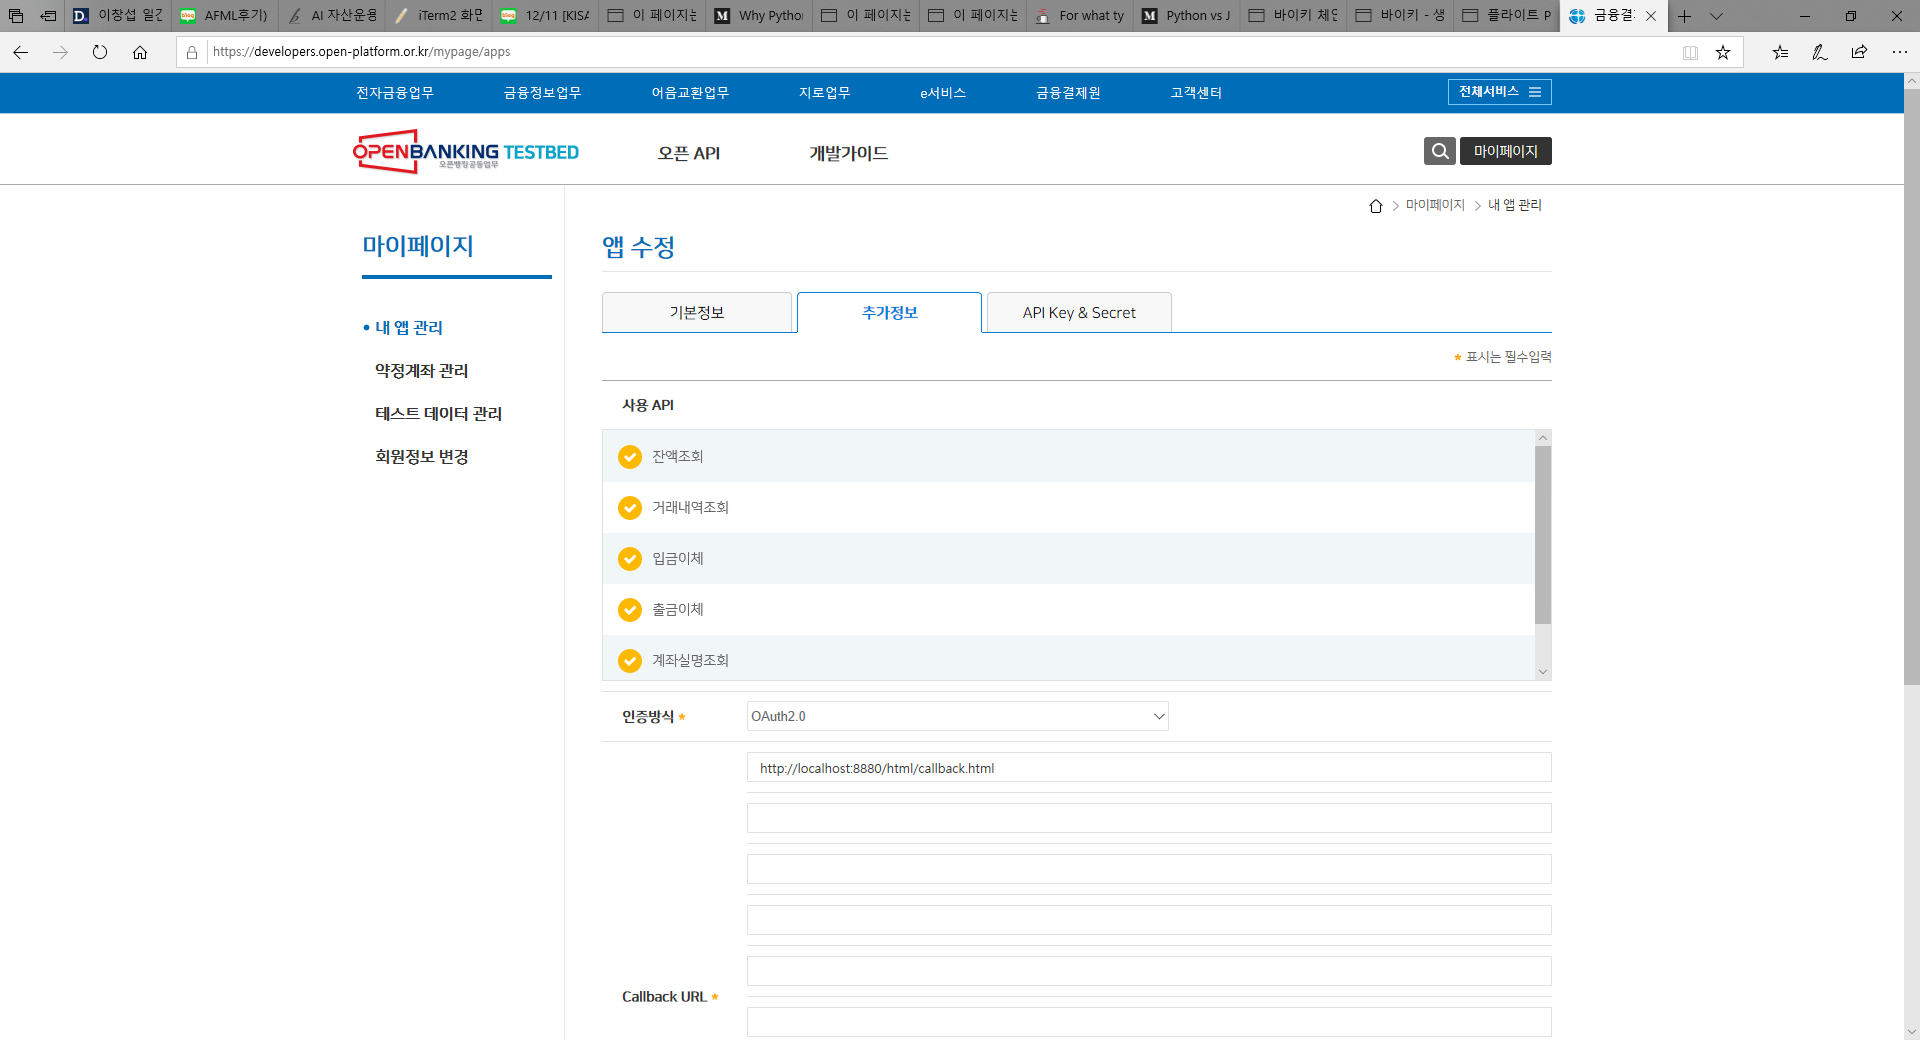 이창섭 일간
AFML후기)
AI 자산운용
iTerm2 화면
12/11 [KISA
이 페이지는
Why Pytho
이 페이지는
이 페이지는
For what ty
Python vs J
바이키 체인
바이키 - 생
플라이트 P
금융결
https://developers.open-platform.or.kr/mypage/apps
전자금융업무 금융정보업무 어음교환업무 지로업무 e서비스 금융결제원 고객센터 전체서비스
OPENBANKING TESTBED 오픈 API 개발가이드 마이페이지
오픈뱅킹공동업무
마이페이지 > 내 앱 관리
마이페이지
내 앱 관리
약정계좌 관리
테스트 데이터 관리
회원정보 변경
앱 수정
기본정보 추가정보 API Key & Secret
* 표시는 필수입력
사용 API
잔액조회
거래내역조회
입금이체
출금이체
계좌실명조회
인증방식 * OAuth2.0
http://localhost:8880/html/callback.html
Callback URL *